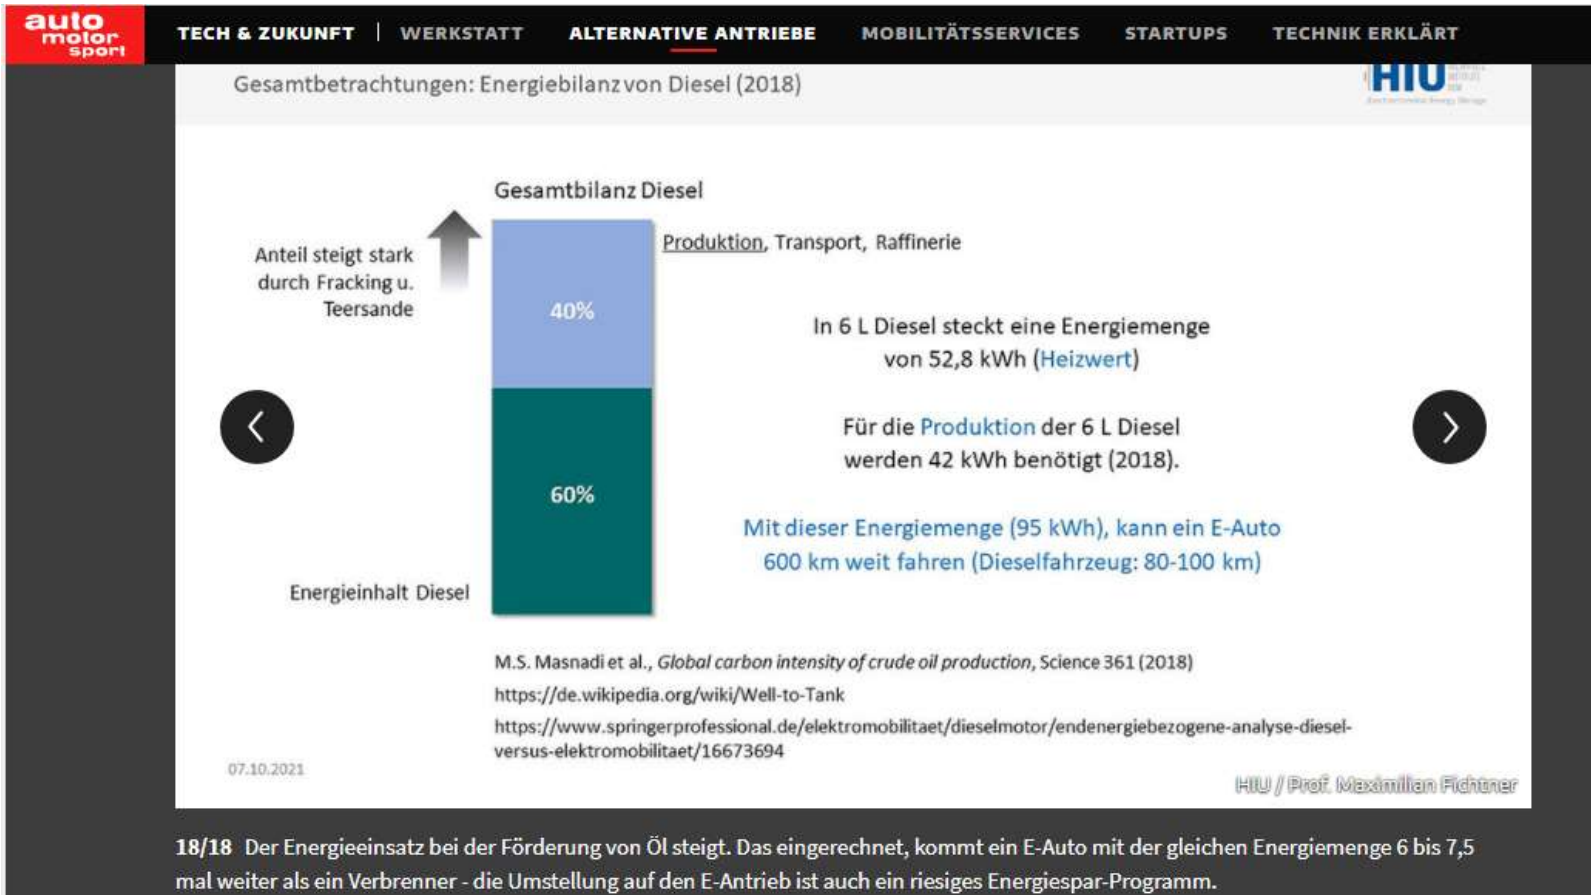 auto
motor
sport
TECH & ZUKUNFT | WERKSTATT ALTERNATIVE ANTRIEBE MOBILITÄTSSERVICES STARTUPS TECHNIK ERKLÄRT
Gesamtbetrachtungen: Energiebilanz von Diesel (2018)
HIU
Gesamtbilanz Diesel
Anteil steigt stark
durch Fracking u.
Teersande
Produktion, Transport, Raffinerie
40%
In 6 L Diesel steckt eine Energiemenge
von 52,8 kWh (Heizwert)
Für die Produktion der 6 L Diesel
werden 42 kWh benötigt (2018).
60%
Mit dieser Energiemenge (95 kWh), kann ein E-Auto
600 km weit fahren (Dieselfahrzeug: 80-100 km)
Energieinhalt Diesel
M.S. Masnadi et al., Global carbon intensity of crude oil production, Science 361 (2018)
https://de.wikipedia.org/wiki/Well-to-Tank
https://www.springerprofessional.de/elektromobilitaet/dieselmotor/endenergiebezogene-analyse-diesel-
versus-elektromobilitaet/16673694
07.10.2021
HIU / Prof. Maximilian Fichtner
18/18 Der Energieeinsatz bei der Förderung von Öl steigt. Das eingerechnet, kommt ein E-Auto mit der gleichen Energiemenge 6 bis 7,5
mal weiter als ein Verbrenner - die Umstellung auf den E-Antrieb ist auch ein riesiges Energiespar-Programm.